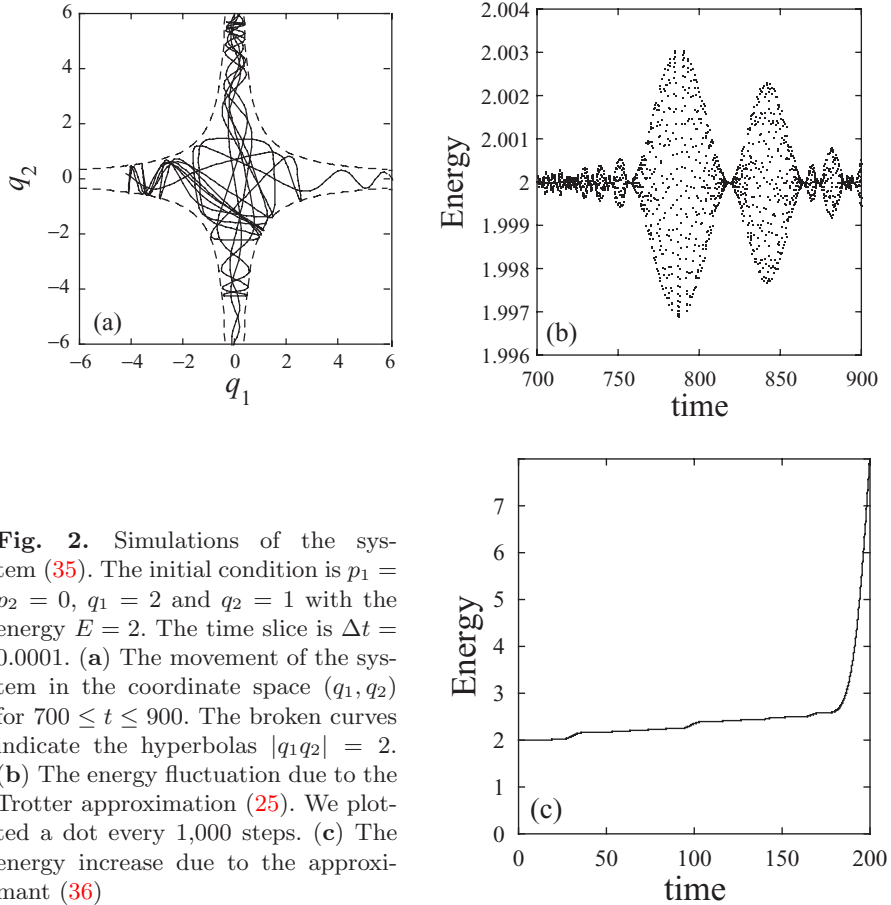 6
4
2
0
−2
−4
−6
−6
−4
−2
0
2
4
6
q2
q1
(a)
2.004
2.003
2.002
2.001
2
1.999
1.998
1.997
1.996
700
750
800
850
900
Energy
time
(b)
Fig. 2. Simulations of the sys-
tem (35). The initial condition is p1 =
p2 = 0, q1 = 2 and q2 = 1 with the
energy E = 2. The time slice is Δt =
0.0001. (a) The movement of the sys-
tem in the coordinate space (q1, q2)
for 700 ≤ t ≤ 900. The broken curves
indicate the hyperbolas |q1q2| = 2.
(b) The energy fluctuation due to the
Trotter approximation (25). We plot-
ted a dot every 1,000 steps. (c) The
energy increase due to the approxi-
mant (36)
7
6
5
4
3
2
1
0
0
50
100
150
200
Energy
time
(c)